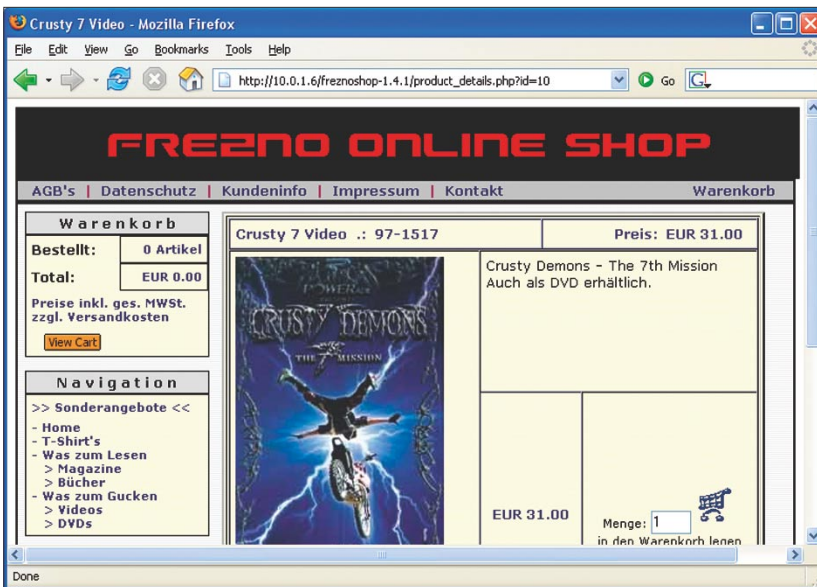 Crusty 7 Video - Mozilla Firefox
File Edit View Go Bookmarks Tools Help
http://10.0.1.6/freznoshop-1.4.1/product_details.php?id=10
Go
G
FREZNO ONLINE SHOP
AGB's | Datenschutz | Kundeninfo | Impressum | Kontakt
Warenkorb
Warenkorb
Bestellt: 0 Artikel
Total: EUR 0.00
Preise inkl. ges. MWSt.
zzgl. Versandkosten
View Cart
Navigation
>> Sonderangebote <<
- Home
- T-Shirt's
- Was zum Lesen
> Magazine
> Bücher
- Was zum Gucken
> Videos
> DVDs
Crusty 7 Video .: 97-1517
Preis: EUR 31.00
CRUSTY DEMONS
THE 7 MISSION
Crusty Demons - The 7th Mission
Auch als DVD erhältlich.
EUR 31.00
Menge: 1
in den Warenkorb legen
Done